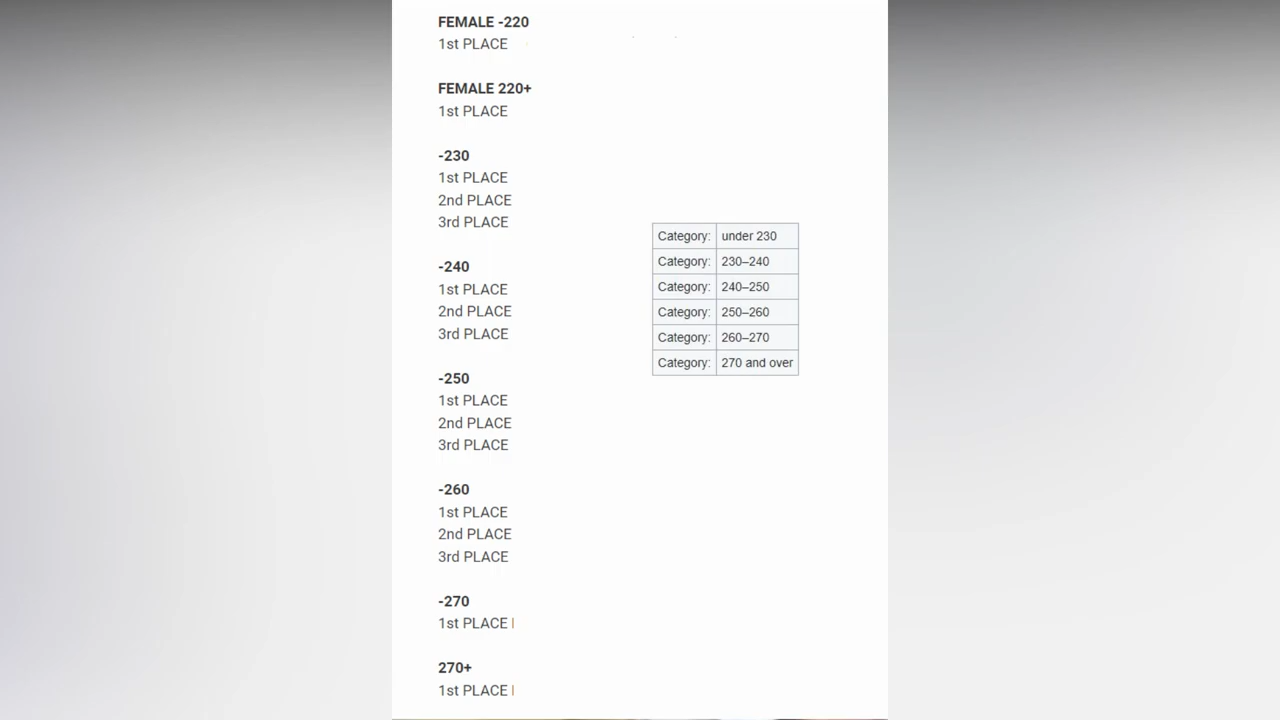 FEMALE -220
1st PLACE
FEMALE 220+
1st PLACE
-230
1st PLACE
2nd PLACE
3rd PLACE
-240
1st PLACE
2nd PLACE
3rd PLACE
-250
1st PLACE
2nd PLACE
3rd PLACE
-260
1st PLACE
2nd PLACE
3rd PLACE
-270
1st PLACE
270+
1st PLACE
Category: under 230
Category: 230–240
Category: 240–250
Category: 250–260
Category: 260–270
Category: 270 and over